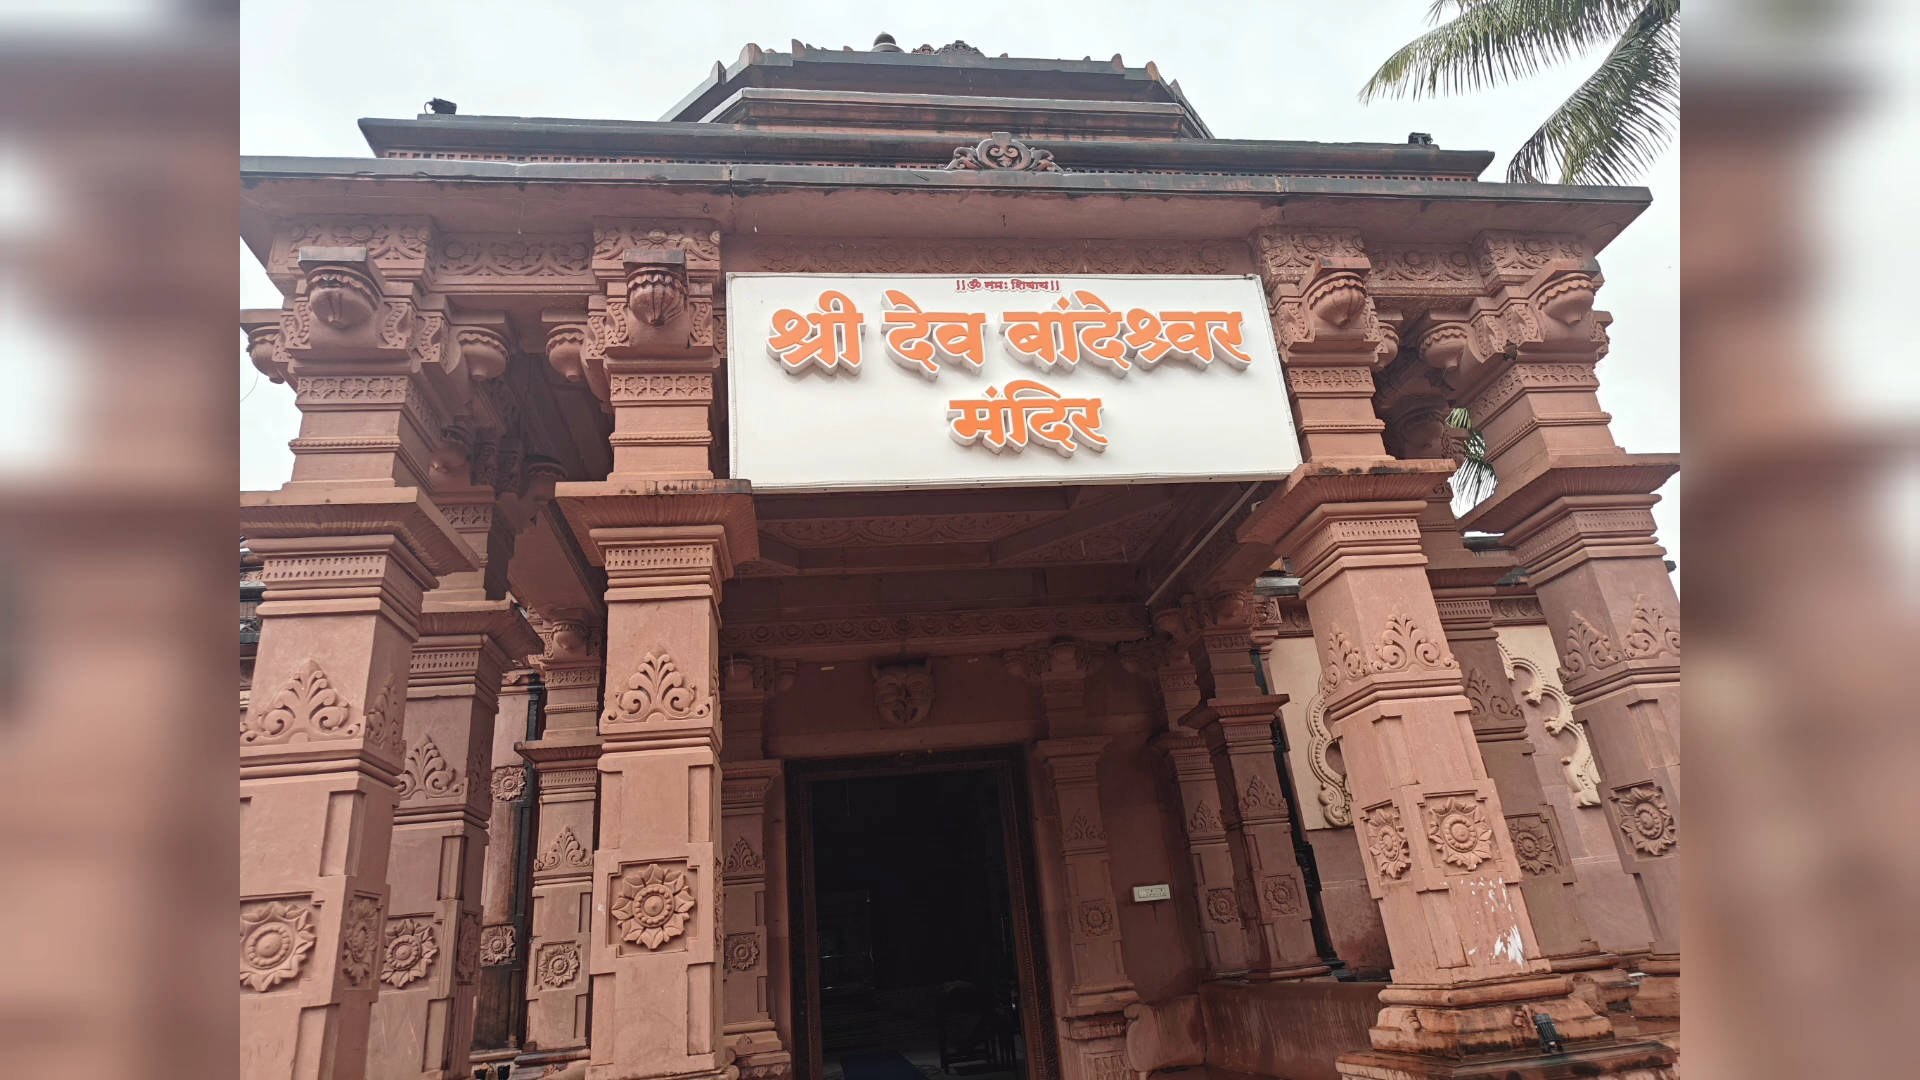 ||ॐ नमः शिवाय||
श्री देव बांदेश्वर
मंदिर